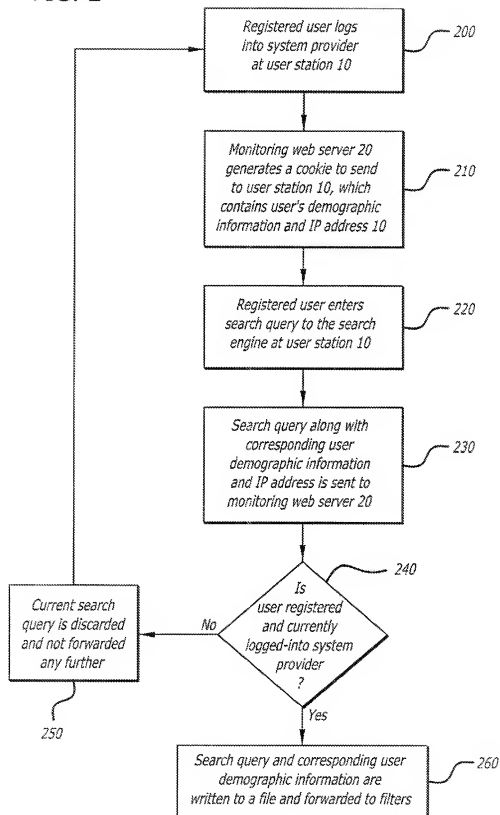 Registered user logs
into system provider
at user station 10
200
Monitoring web server 20
generates a cookie to send
to user station 10, which
contains user's demographic
information and IP address 10
210
Registered user enters
search query to the search
engine at user station 10
220
Search query along with
corresponding user
demographic information
and IP address is sent to
monitoring web server 20
230
Is
user registered
and currently
logged-into system
provider
?
240
No
Current search
query is discarded
and not forwarded
any further
250
Yes
Search query and corresponding user
demographic information are
written to a file and forwarded to filters
260